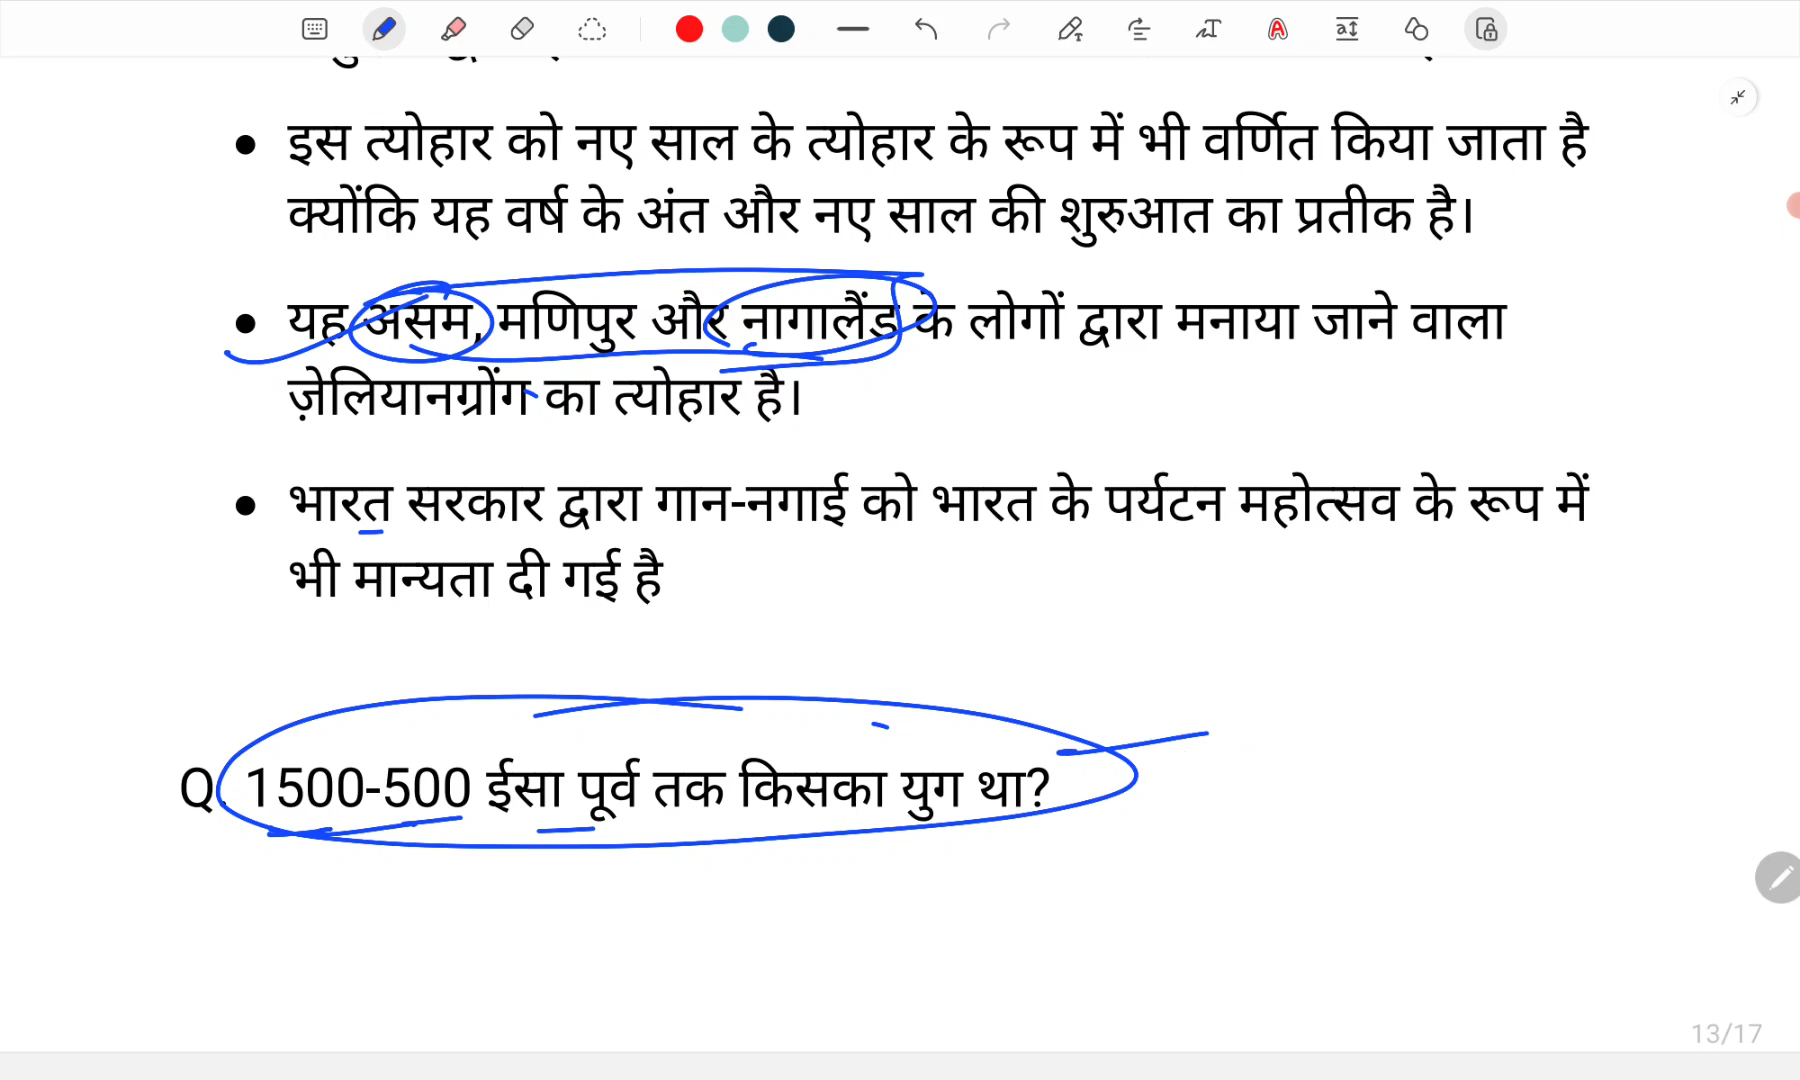 इस त्योहार को नए साल के त्योहार के रूप में भी वर्णित किया जाता है
क्योंकि यह वर्ष के अंत और नए साल की शुरुआत का प्रतीक है।
यह असम, मणिपुर और नागालैंड के लोगों द्वारा मनाया जाने वाला
ज़ेलियानग्रोंग का त्योहार है।
भारत सरकार द्वारा गान-नगाई को भारत के पर्यटन महोत्सव के रूप में
भी मान्यता दी गई है
Q. 1500-500 ईसा पूर्व तक किसका युग था?
13/17